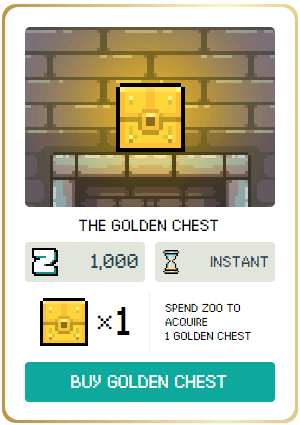 THE GOLDEN CHEST
1,000
INSTANT
×1
SPEND ZOO TO
ACQUIRE
1 GOLDEN CHEST
BUY GOLDEN CHEST